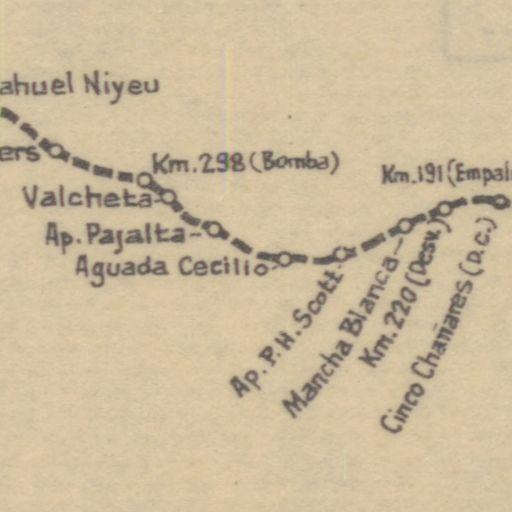 ahuel Niyeu
ers
Km.298 (Bomba)
Valcheta
Ap. Pajalta
Aguada Cecilio
Ap. P.H. Scott
Mancha Blanca
Km. 220 (Desv.)
Cinco Chañares (D.C.)
Km.191 (Empal